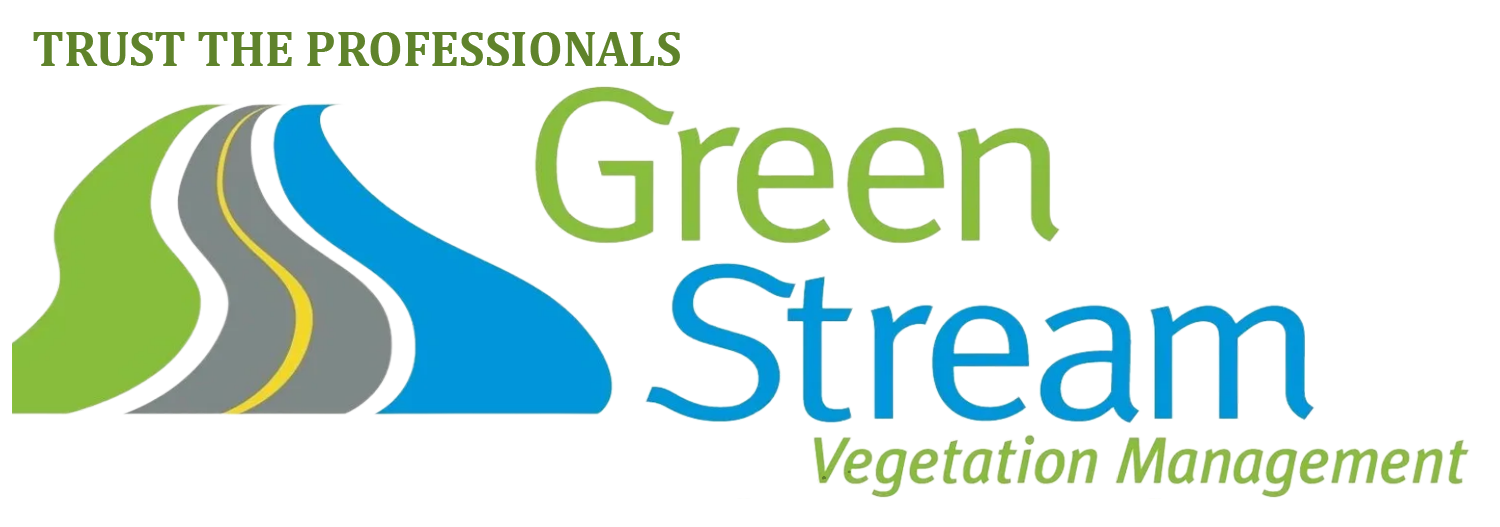 TRUST THE PROFESSIONALS
Green
Stream
Vegetation Management